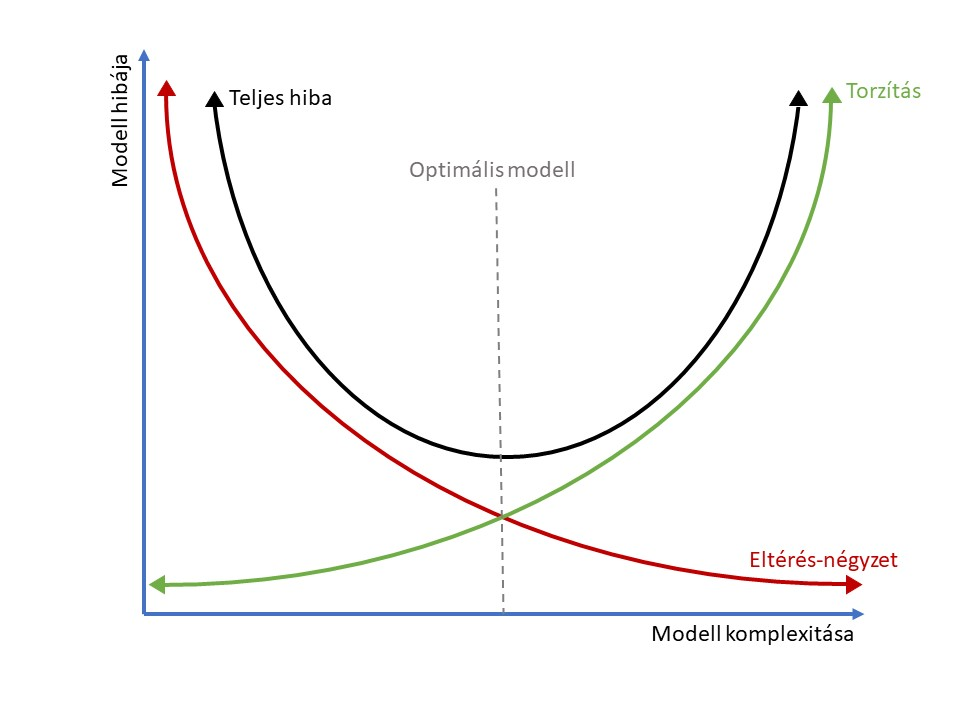 Modell hibája
Teljes hiba
Torzítás
Optimális modell
Eltérés-négyzet
Modell komplexitása